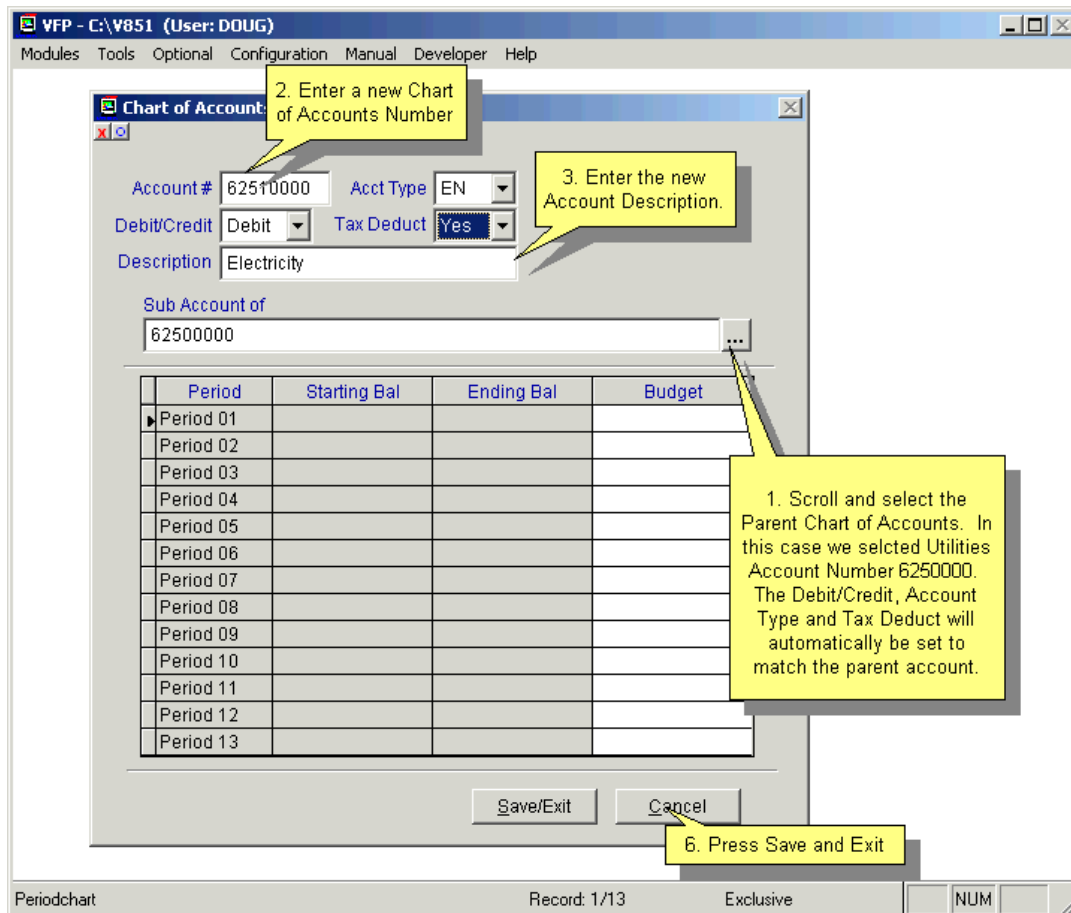 VFP - C:\V851 (User: DOUG)
Modules Tools Optional Configuration Manual Developer Help
2. Enter a new Chart
of Accounts Number
Chart of Account
Account # 62510000 Acct Type EN
3. Enter the new
Account Description.
Debit/Credit Debit Tax Deduct Yes
Description Electricity
Sub Account of
62500000 ...
Period Starting Bal Ending Bal Budget
Period 01
Period 02
Period 03
Period 04
Period 05
Period 06
Period 07
Period 08
Period 09
Period 10
Period 11
Period 12
Period 13
1. Scroll and select the
Parent Chart of Accounts. In
this case we selcted Utilities
Account Number 6250000.
The Debit/Credit, Account
Type and Tax Deduct will
automatically be set to
match the parent account.
Save/Exit Cancel
6. Press Save and Exit
Periodchart Record: 1/13 Exclusive NUM